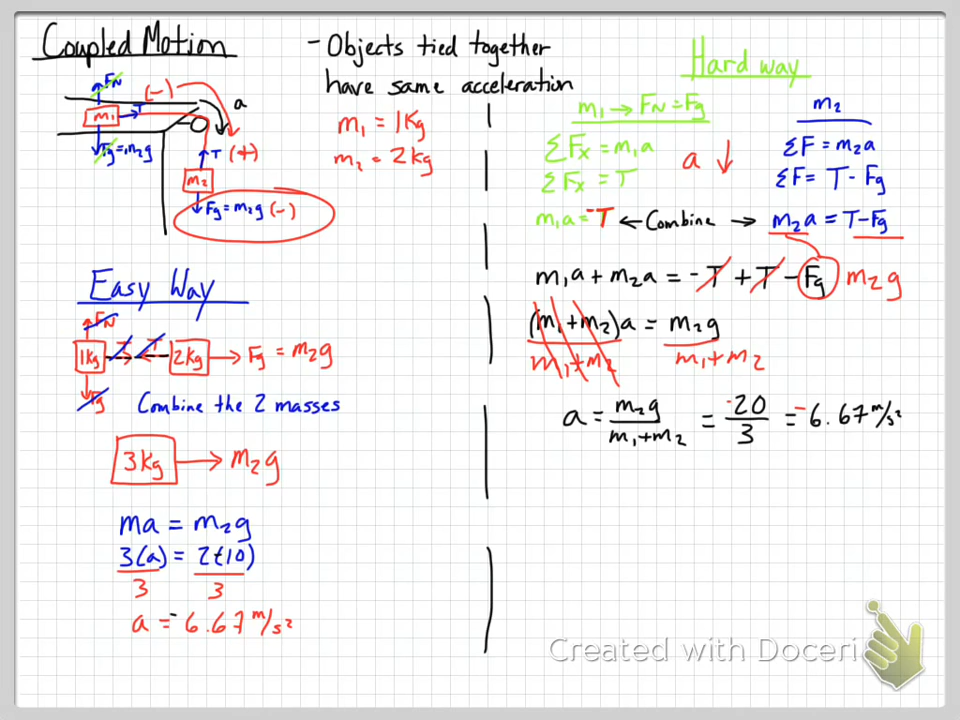 Coupled Motion
- Objects tied together
have same acceleration
m₁ = 1Kg
m₂ = 2kg
FN
(-)
a
m₁
T
Fg=m₂g
T (+)
m₂
Fg=m₂g (-)
Easy Way
FN
1kg T T 2kg Fg = m₂g
Fg
Combine the 2 masses
3kg m₂g
ma = m₂g
3(a) = 2(-10)
3 3
a = -6.67 m/s²
Hard way
m₁ → FN = Fg
ΣFx = m₁a
ΣFx = T
m₁a = -T ← Combine →
a ↓
m₂
ΣF = m₂a
ΣF = T - Fg
m₂a = T-Fg
m₁a + m₂a = -T + T - Fg m₂g
(m₁+m₂)a = m₂g
m₁+m₂ m₁+m₂
a = m₂g / m₁+m₂ = -20 / 3 = -6.67 m/s²
Created with Doceri